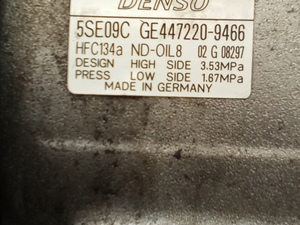 DENSO
5SE09C GE447220-9466
HFC134a ND-OIL8 02 G 08297
DESIGN HIGH SIDE 3.53MPa
PRESS LOW SIDE 1.67MPa
MADE IN GERMANY